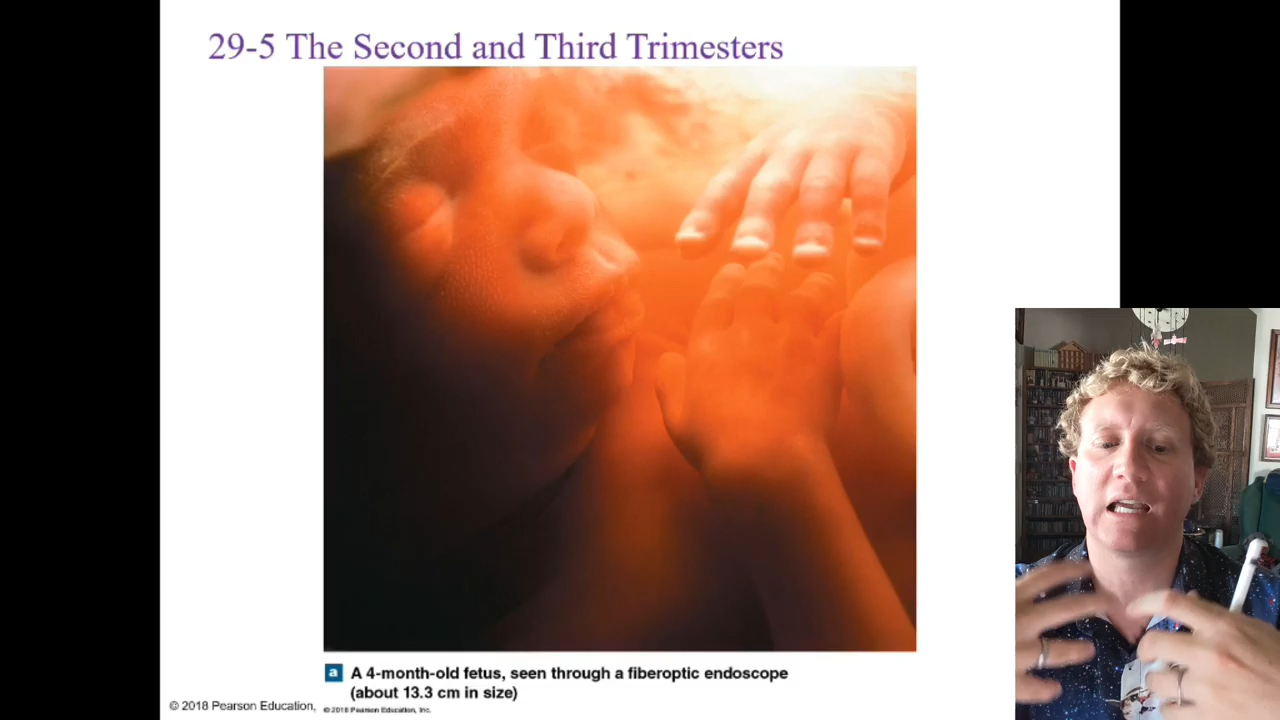 29-5 The Second and Third Trimesters
a A 4-month-old fetus, seen through a fiberoptic endoscope
(about 13.3 cm in size)
© 2018 Pearson Education,
© 2018 Pearson Education, Inc.